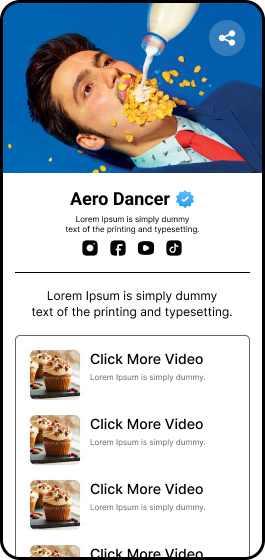 Aero Dancer
Lorem Ipsum is simply dummy
text of the printing and typesetting.
Lorem Ipsum is simply dummy
text of the printing and typesetting.
Click More Video
Lorem Ipsum is simply dummy.
Click More Video
Lorem Ipsum is simply dummy.
Click More Video
Lorem Ipsum is simply dummy.
Click More Video